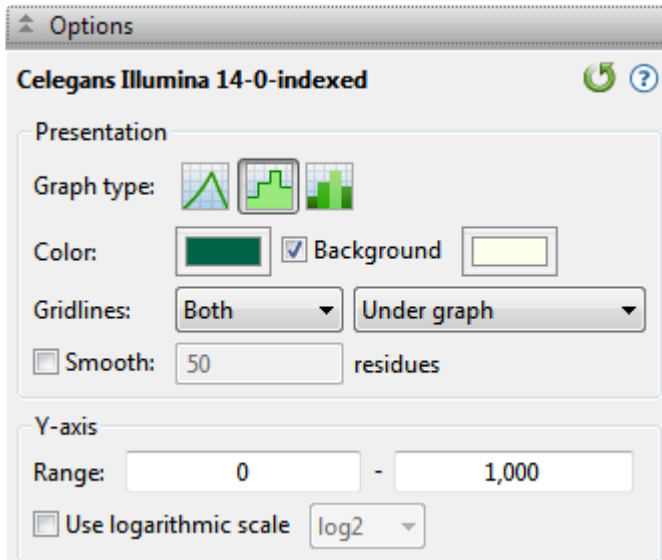 Options
Celegans Illumina 14-0-indexed
?
Presentation
Graph type:
Color: Background
Gridlines: Both Under graph
Smooth: 50 residues
Y-axis
Range: 0 - 1,000
Use logarithmic scale log2